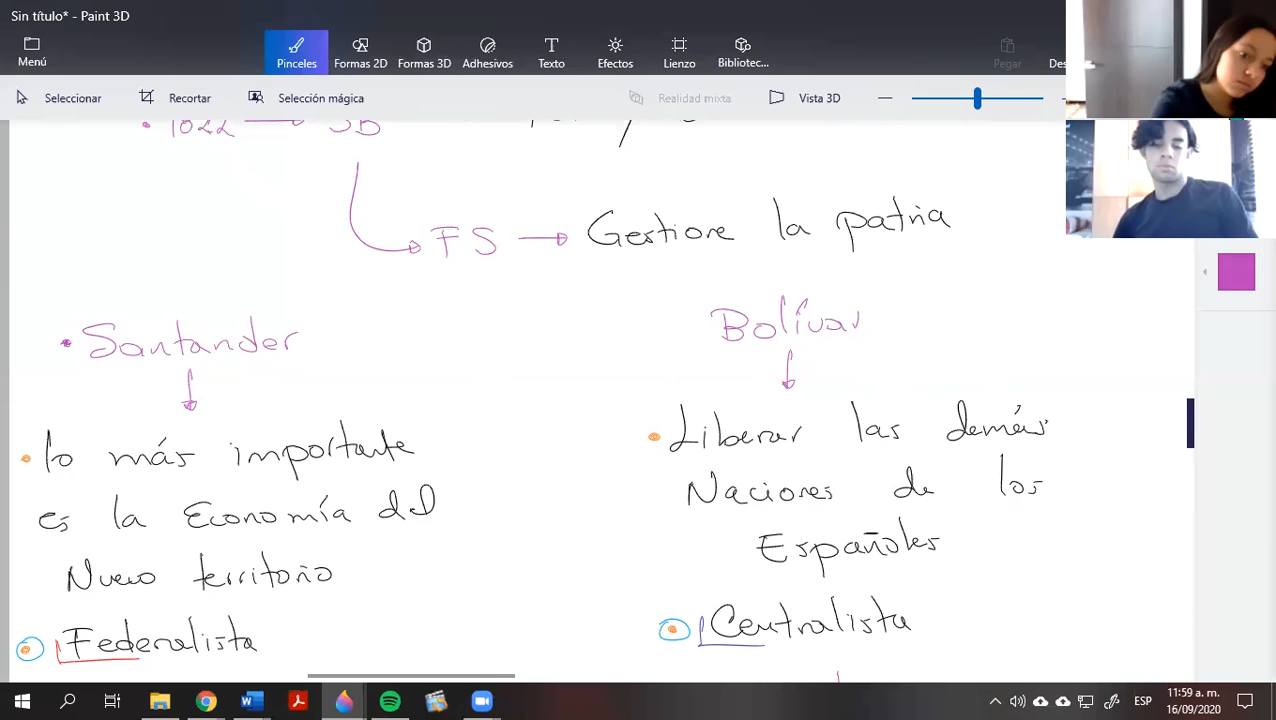 Sin título* - Paint 3D
Menú
Pinceles
Formas 2D
Formas 3D
Adhesivos
Texto
Efectos
Lienzo
Bibliotec...
Pegar
Des
Seleccionar
Recortar
Selección mágica
Realidad mixta
Vista 3D
FS → Gestione la patria
• Santander
Bolívar
• Lo más importante
es la Economía del
Nuevo territorio
• Federalista
• Liberar las demás
Naciones de los
Españoles
• Centralista
ESP
11:59 a. m.
16/09/2020